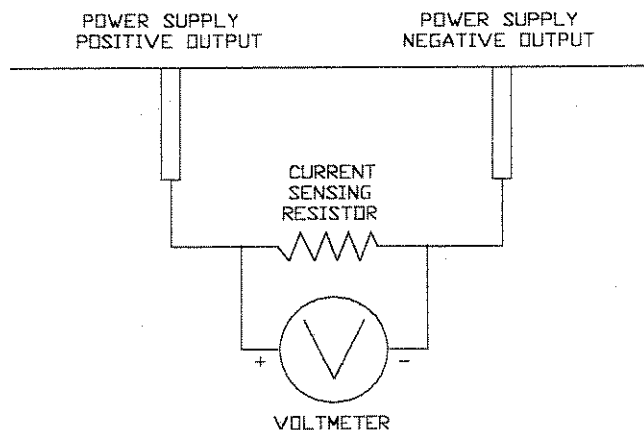 POWER SUPPLY
POSITIVE OUTPUT
POWER SUPPLY
NEGATIVE OUTPUT
CURRENT
SENSING
RESISTOR
+
V
-
VOLTMETER